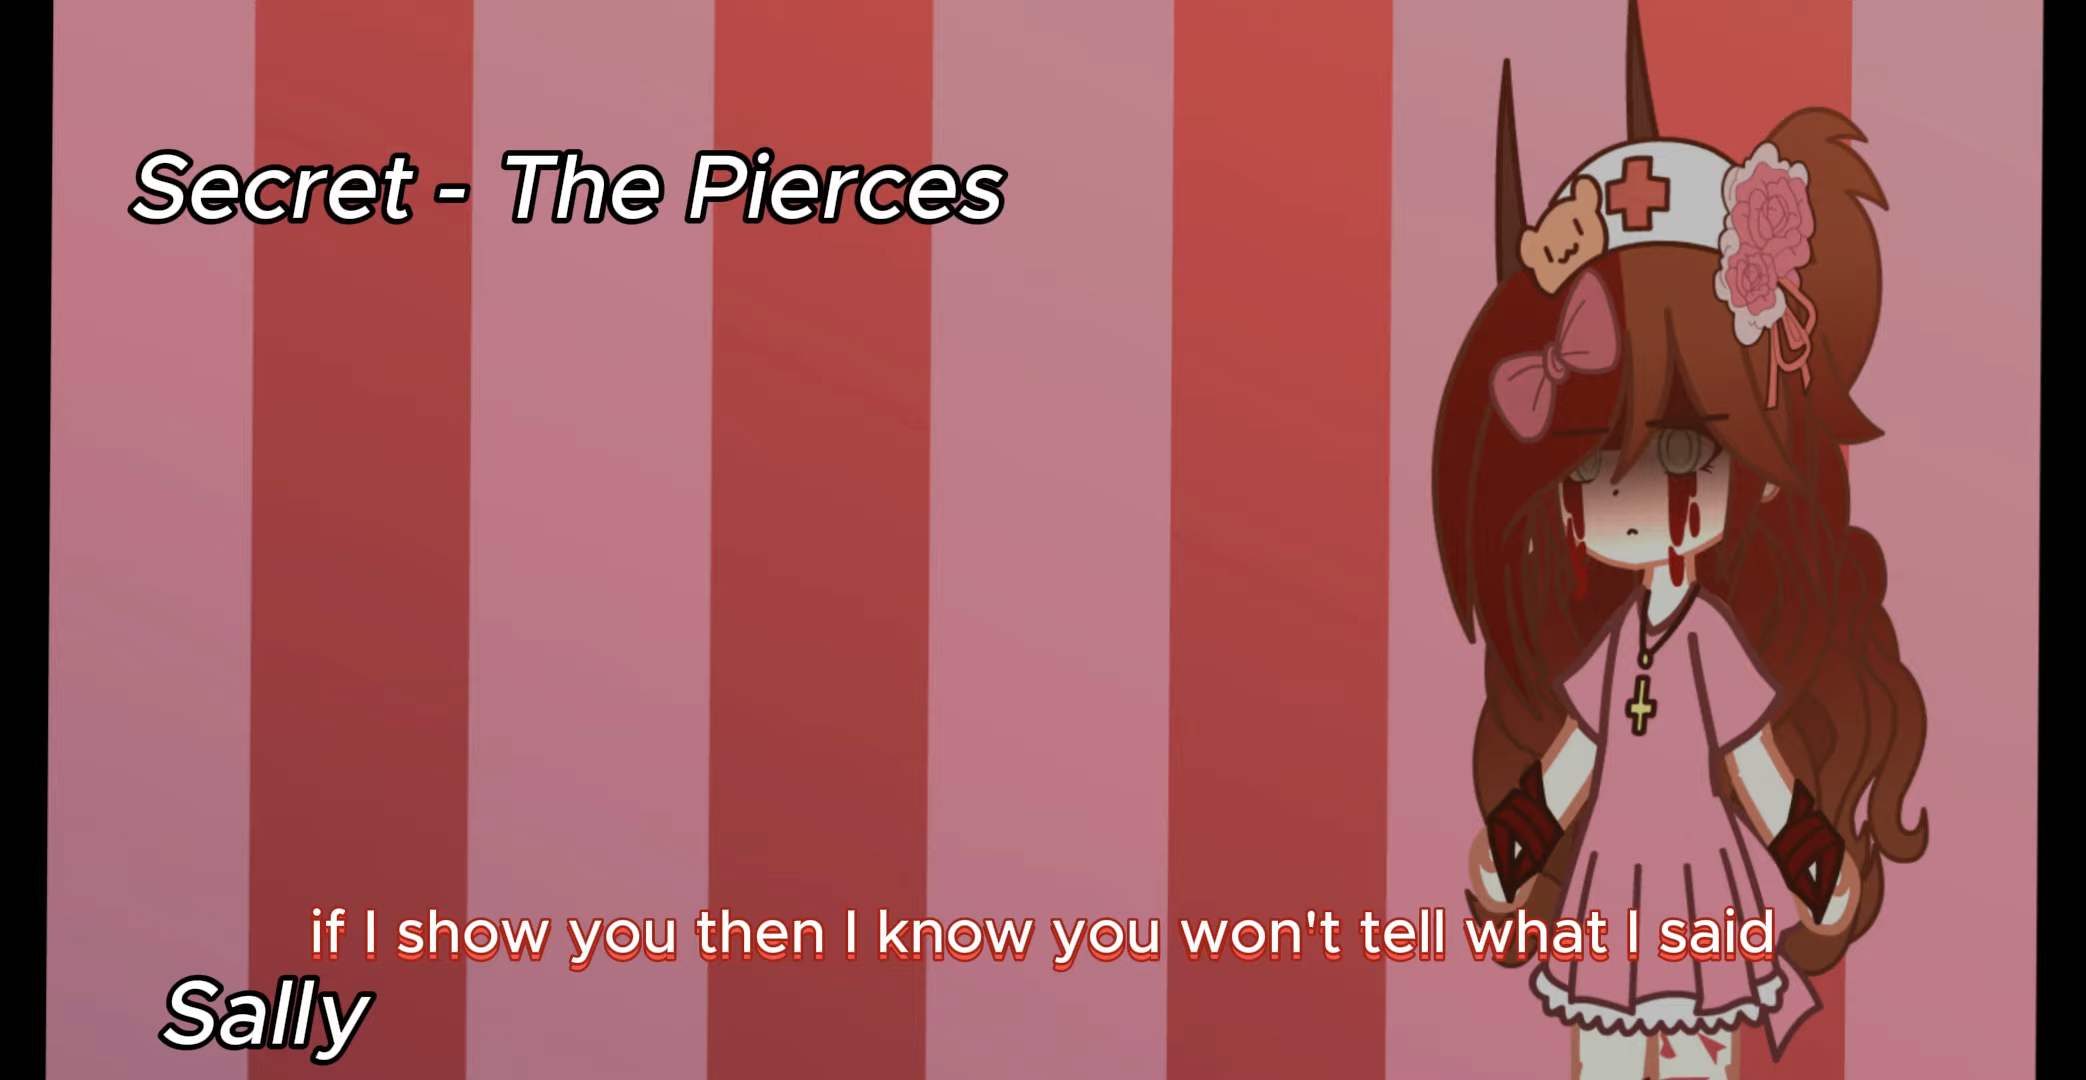 Secret - The Pierces
if I show you then I know you won't tell what I said
Sally